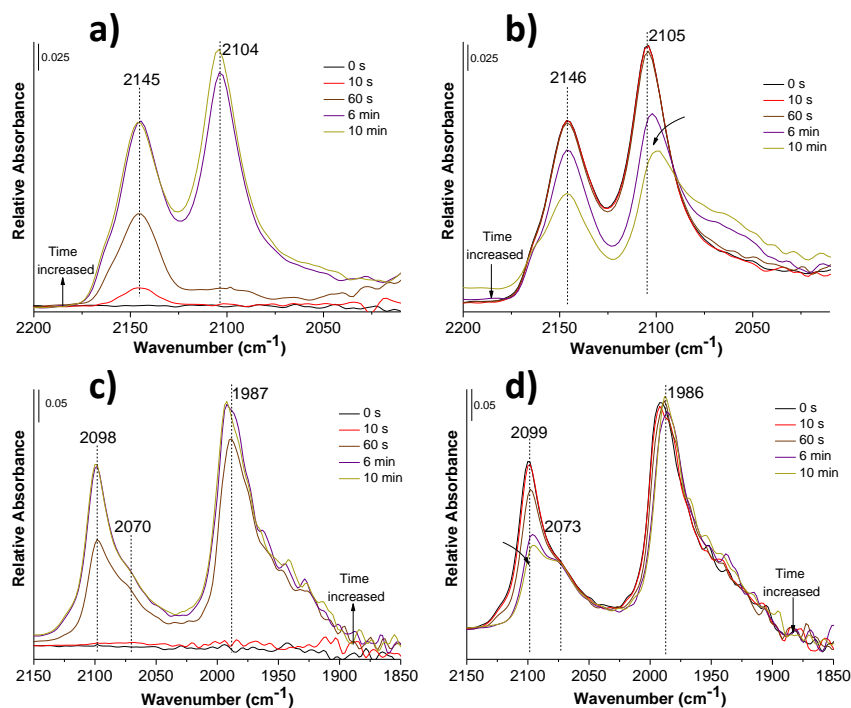 a)
0.025
2145
2104
0 s
10 s
60 s
6 min
10 min
Time
increased
Relative Absorbance
2200
2150
2100
2050
Wavenumber (cm-1)
b)
0.025
2146
2105
0 s
10 s
60 s
6 min
10 min
Time
increased
Relative Absorbance
2200
2150
2100
2050
Wavenumber (cm-1)
c)
0.05
2098
2070
1987
0 s
10 s
60 s
6 min
10 min
Time
increased
Relative Absorbance
2150
2100
2050
2000
1950
1900
1850
Wavenumber (cm-1)
d)
0.05
2099
2073
1986
0 s
10 s
60 s
6 min
10 min
Time
increased
Relative Absorbance
2150
2100
2050
2000
1950
1900
1850
Wavenumber (cm-1)